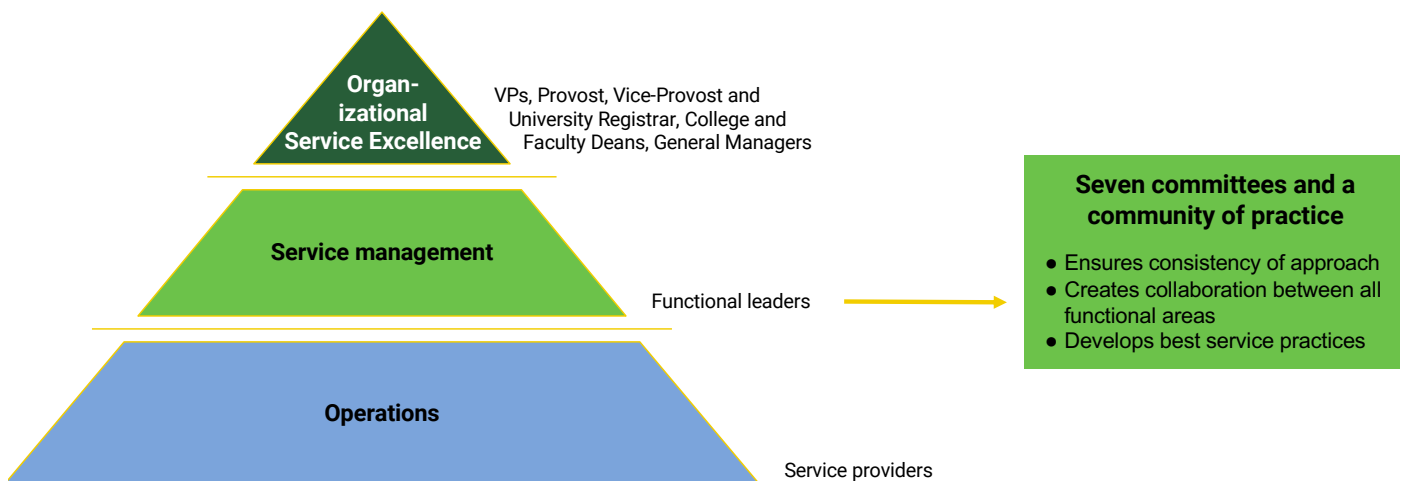 Organ-
izational
Service Excellence
VPs, Provost, Vice-Provost and
University Registrar, College and
Faculty Deans, General Managers
Service management
Functional leaders
Seven committees and a
community of practice
● Ensures consistency of approach
● Creates collaboration between all
functional areas
● Develops best service practices
Operations
Service providers